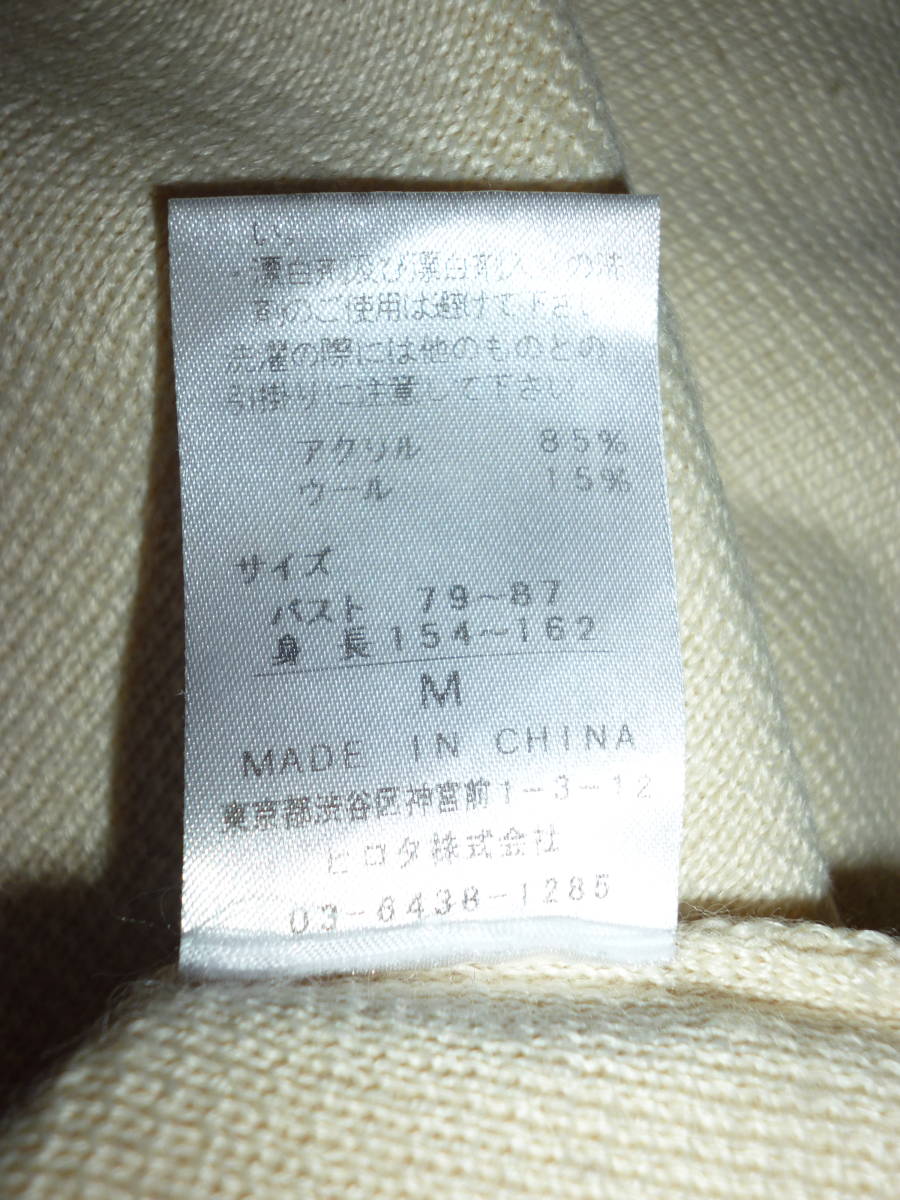 い。
・漂白剤及び漂白剤入りの洗
剤のご使用は避けて下さい
洗濯の際には他のものとの
引掛りに注意して下さい
アクリル 85%
ウール 15%
サイズ
バスト 79~87
身長 154~162
M
MADE IN CHINA
東京都渋谷区神宮前1-3-12
ヒロタ株式会社
03-6438-1285